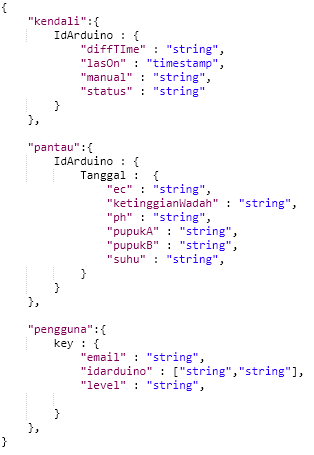 {
    "kendali":{
        IdArduino : {
            "diffTIme" : "string",
            "lasOn" : "timestamp",
            "manual" : "string",
            "status" : "string"
        }
    },
    "pantau":{
        IdArduino : {
            Tanggal :  {
                "ec" : "string",
                "ketinggianWadah" : "string",
                "ph" : "string",
                "pupukA" : "string",
                "pupukB" : "string",
                "suhu" : "string",
            }
        }
    },
    "pengguna":{
        key : {
            "email" : "string",
            "idarduino" : ["string","string"],
            "level" : "string",
        }
    },
}